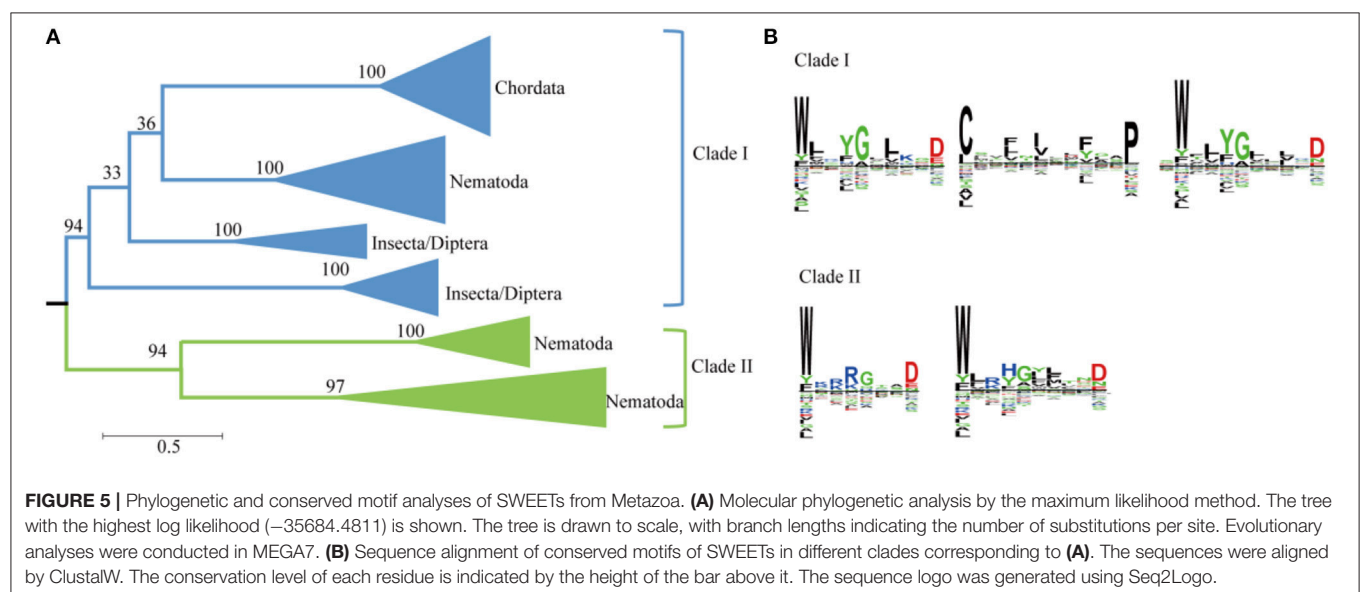 A
B
Clade I
100
Chordata
36
100
Nematoda
Clade I
33
100
Insecta/Diptera
94
100
Insecta/Diptera
Clade II
100
Nematoda
94
Clade II
97
Nematoda
0.5
FIGURE 5 | Phylogenetic and conserved motif analyses of SWEETs from Metazoa. (A) Molecular phylogenetic analysis by the maximum likelihood method. The tree
with the highest log likelihood (−35684.4811) is shown. The tree is drawn to scale, with branch lengths indicating the number of substitutions per site. Evolutionary
analyses were conducted in MEGA7. (B) Sequence alignment of conserved motifs of SWEETs in different clades corresponding to (A). The sequences were aligned
by ClustalW. The conservation level of each residue is indicated by the height of the bar above it. The sequence logo was generated using Seq2Logo.